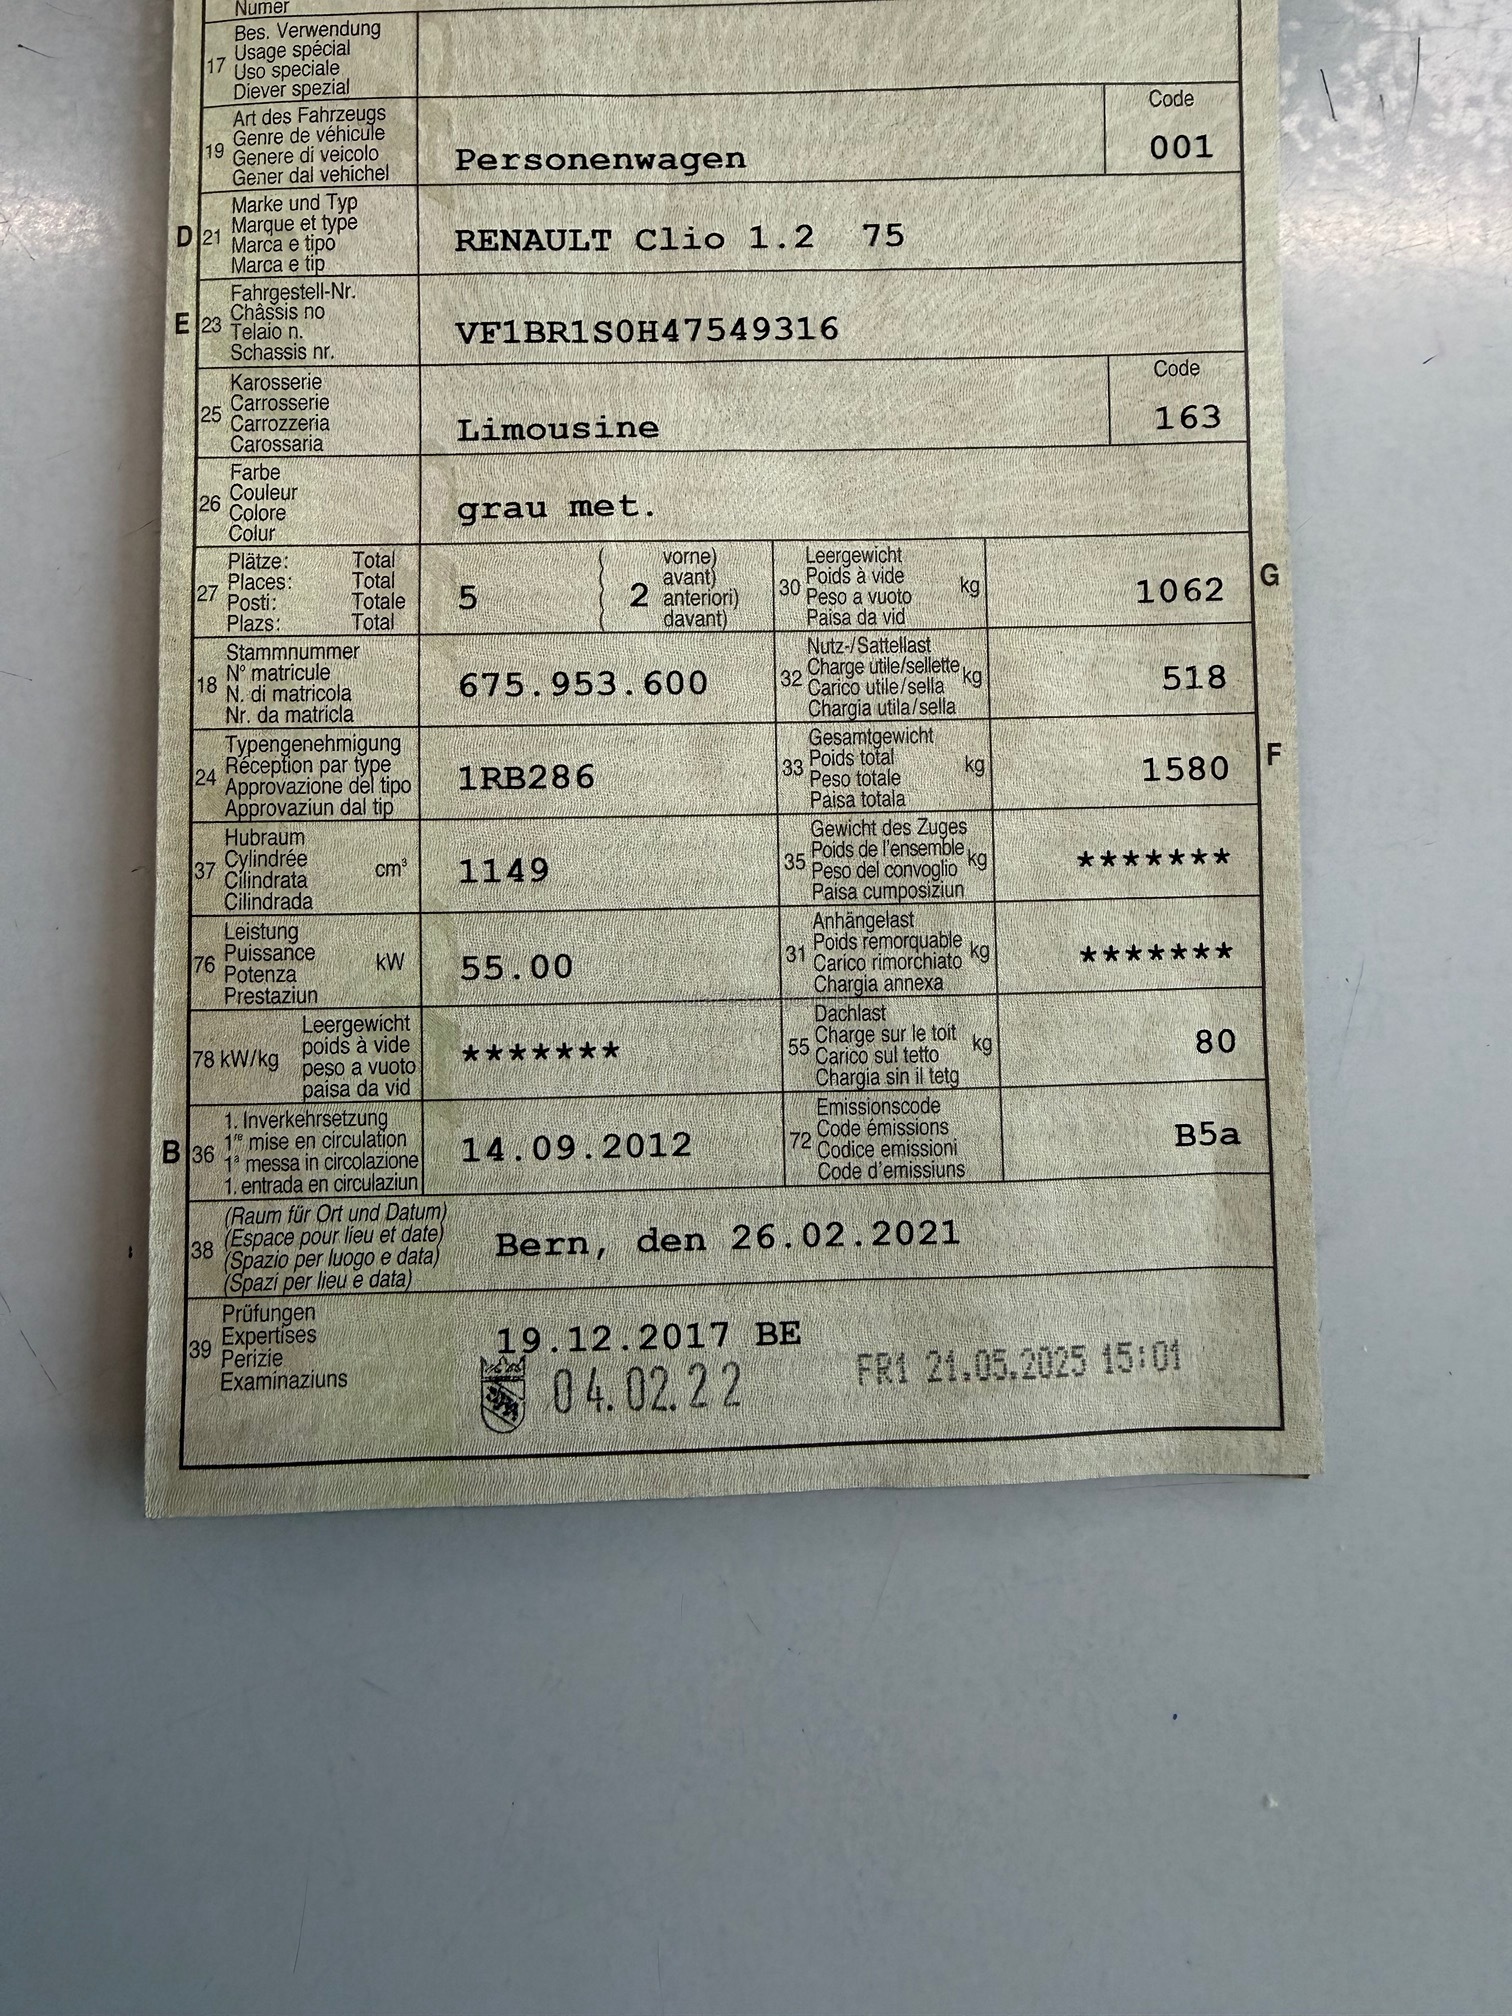 Numer
17 Bes. Verwendung
Usage spécial
Uso speciale
Diever spezial
19 Art des Fahrzeugs
Genre de véhicule
Genere di veicolo
Gener dal vehichel
Personenwagen
Code
001
D 21 Marke und Typ
Marque et type
Marca e tipo
Marca e tip
RENAULT Clio 1.2 75
E 23 Fahrgestell-Nr.
Châssis no
Telaio n.
Schassis nr.
VF1BR1S0H47549316
25 Karosserie
Carrosserie
Carrozzeria
Carossaria
Limousine
Code
163
26 Farbe
Couleur
Colore
Colur
grau met.
27 Plätze: Total
Places: Total
Posti: Totale
Plazs: Total
5
2
vorne)
avant)
anteriori)
davant)
30 Leergewicht
Poids à vide
Peso a vuoto
Paisa da vid
kg
1062
G
18 Stammnummer
N° matricule
N. di matricola
Nr. da matricla
675.953.600
32 Nutz-/Sattellast
Charge utile/sellette
Carico utile/sella
Chargia utila/sella
kg
518
24 Typengenehmigung
Réception par type
Approvazione del tipo
Approvaziun dal tip
1RB286
33 Gesamtgewicht
Poids total
Peso totale
Paisa totala
kg
1580
F
37 Hubraum
Cylindrée
Cilindrata
Cilindrada
cm³
1149
35 Gewicht des Zuges
Poids de l'ensemble
Peso del convoglio
Paisa cumposiziun
kg
*******
76 Leistung
Puissance
Potenza
Prestaziun
kW
55.00
31 Anhängelast
Poids remorquable
Carico rimorchiato
Chargia annexa
kg
*******
78 kW/kg
Leergewicht
poids à vide
peso a vuoto
paisa da vid
*******
55 Dachlast
Charge sur le toit
Carico sul tetto
Chargia sin il tetg
kg
80
B 36 1. Inverkehrsetzung
1re mise en circulation
1a messa in circolazione
1. entrada en circulaziun
14.09.2012
72 Emissionscode
Code émissions
Codice emissioni
Code d'emissiuns
B5a
38 (Raum für Ort und Datum)
(Espace pour lieu et date)
(Spazio per luogo e data)
(Spazi per lieu e data)
Bern, den 26.02.2021
39 Prüfungen
Expertises
Perizie
Examinaziuns
19.12.2017 BE
04.02.22
FR1 21.05.2025 15:01